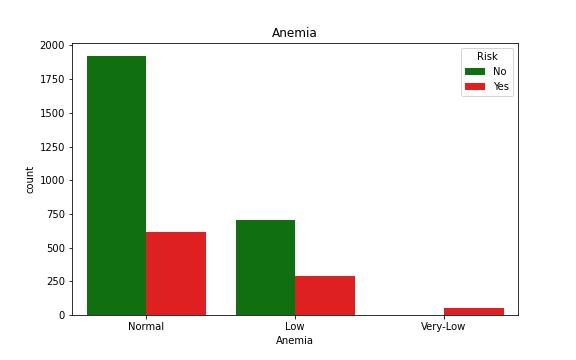 Anemia
Risk
No
Yes
2000
1750
1500
1250
1000
750
500
250
0
count
Normal
Low
Very-Low
Anemia